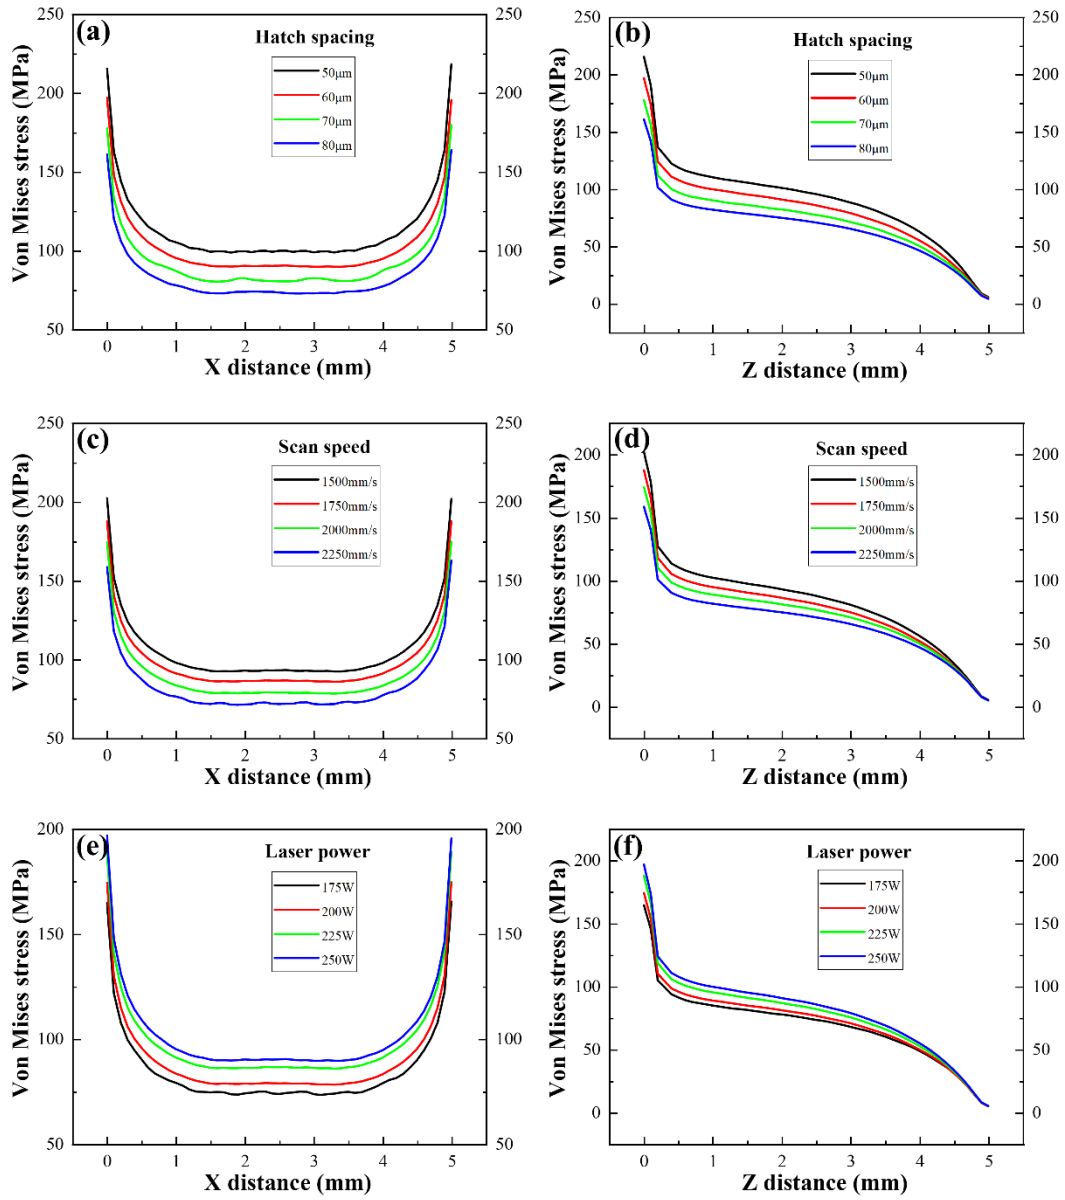 (a)
Hatch spacing
50μm
60μm
70μm
80μm
250
200
150
100
50
250
200
150
100
50
0 1 2 3 4 5
X distance (mm)
Von Mises stress (MPa)
(b)
Hatch spacing
50μm
60μm
70μm
80μm
250
200
150
100
50
0
250
200
150
100
50
0
0 1 2 3 4 5
Z distance (mm)
Von Mises stress (MPa)
(c)
Scan speed
1500mm/s
1750mm/s
2000mm/s
2250mm/s
250
200
150
100
50
250
200
150
100
50
0 1 2 3 4 5
X distance (mm)
Von Mises stress (MPa)
(d)
Scan speed
1500mm/s
1750mm/s
2000mm/s
2250mm/s
200
150
100
50
0
200
150
100
50
0
0 1 2 3 4 5
Z distance (mm)
Von Mises stress (MPa)
(e)
Laser power
175W
200W
225W
250W
200
150
100
50
200
150
100
50
0 1 2 3 4 5
X distance (mm)
Von Mises stress (MPa)
(f)
Laser power
175W
200W
225W
250W
200
150
100
50
0
200
150
100
50
0
0 1 2 3 4 5
Z distance (mm)
Von Mises stress (MPa)